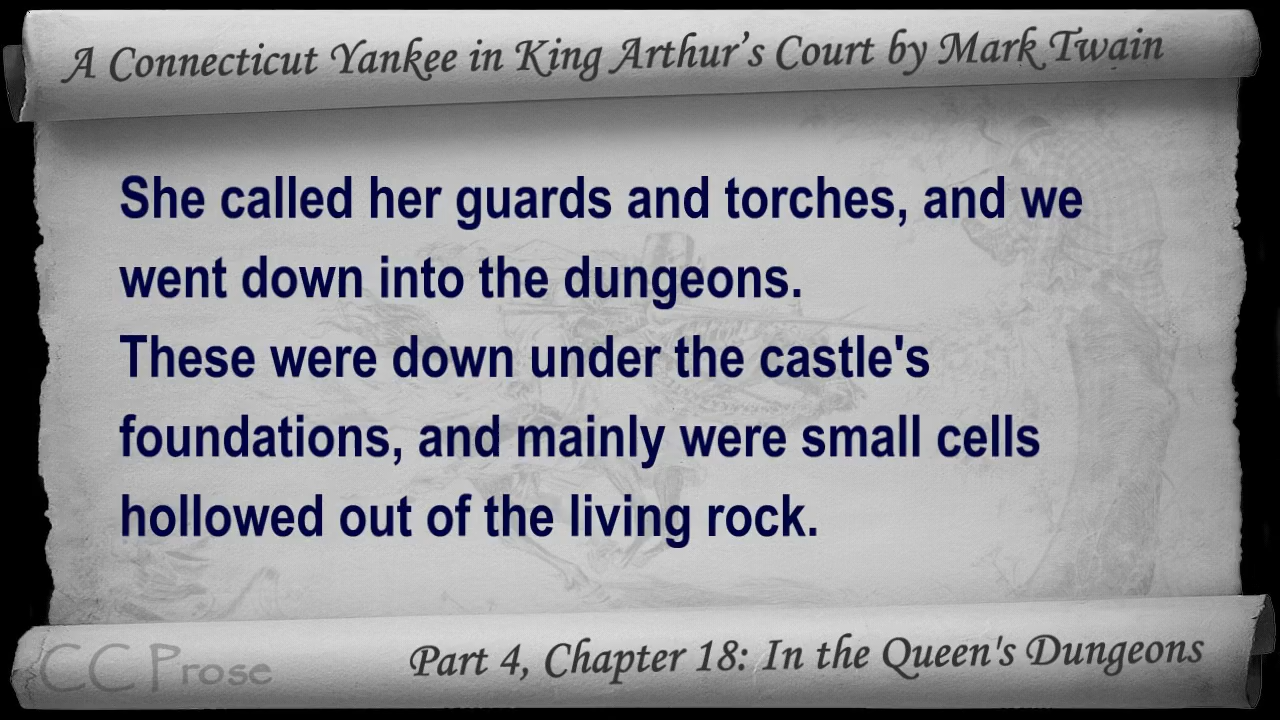 A Connecticut Yankee in King Arthur’s Court by Mark Twain
She called her guards and torches, and we
went down into the dungeons.
These were down under the castle's
foundations, and mainly were small cells
hollowed out of the living rock.
CC Prose
Part 4, Chapter 18: In the Queen's Dungeons